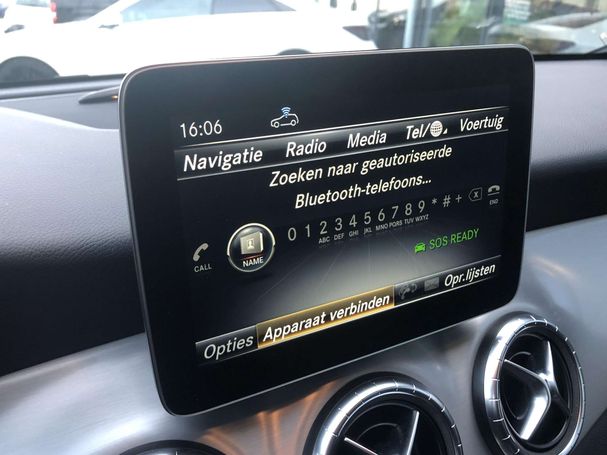 16:06
Navigatie Radio Media Tel/ Voertuig
Zoeken naar geautoriseerde
Bluetooth-telefoons...
0 1 2 3 4 5 6 7 8 9 * # + X
ABC DEF GHI JKL MNO PQRS TUV WXYZ END
CALL NAME
SOS READY
Opties Apparaat verbinden Opr.lijsten